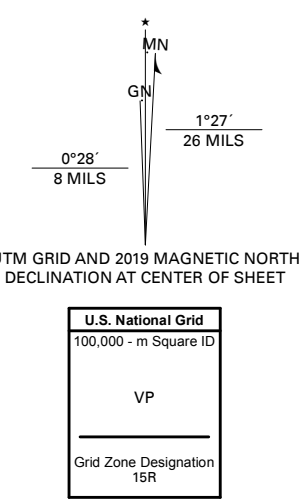 ★
MN
GN
1°27´
26 MILS
0°28´
8 MILS
UTM GRID AND 2019 MAGNETIC NORTH
DECLINATION AT CENTER OF SHEET
U.S. National Grid
100,000 - m Square ID
VP
Grid Zone Designation
15R